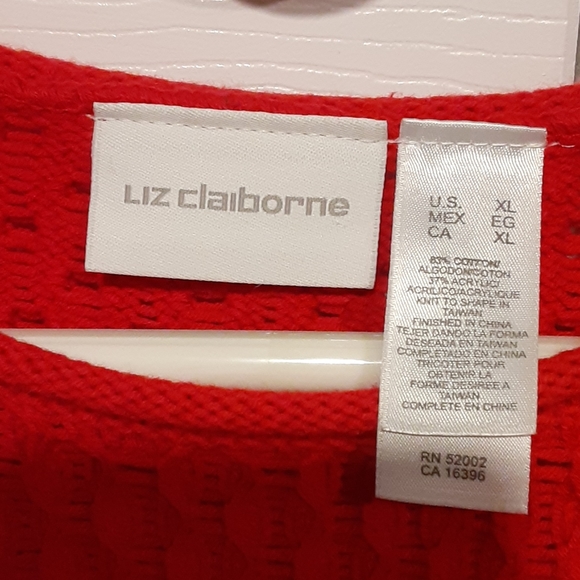 LIZ claiborne
U.S. XL
MEX EG
CA XL
63% COTTON/
ALGODON/COTON
37% ACRYLIC/
ACRILICO/ACRYLIQUE
KNIT TO SHAPE IN
TAIWAN
FINISHED IN CHINA
TEJER DANDO LA FORMA
DESEADA EN TAIWAN
COMPLETADO EN CHINA
TRICOTER POUR
OBTENIR LA
FORME DESIREE A
TAIWAN
COMPLETE EN CHINE
RN 52002
CA 16396